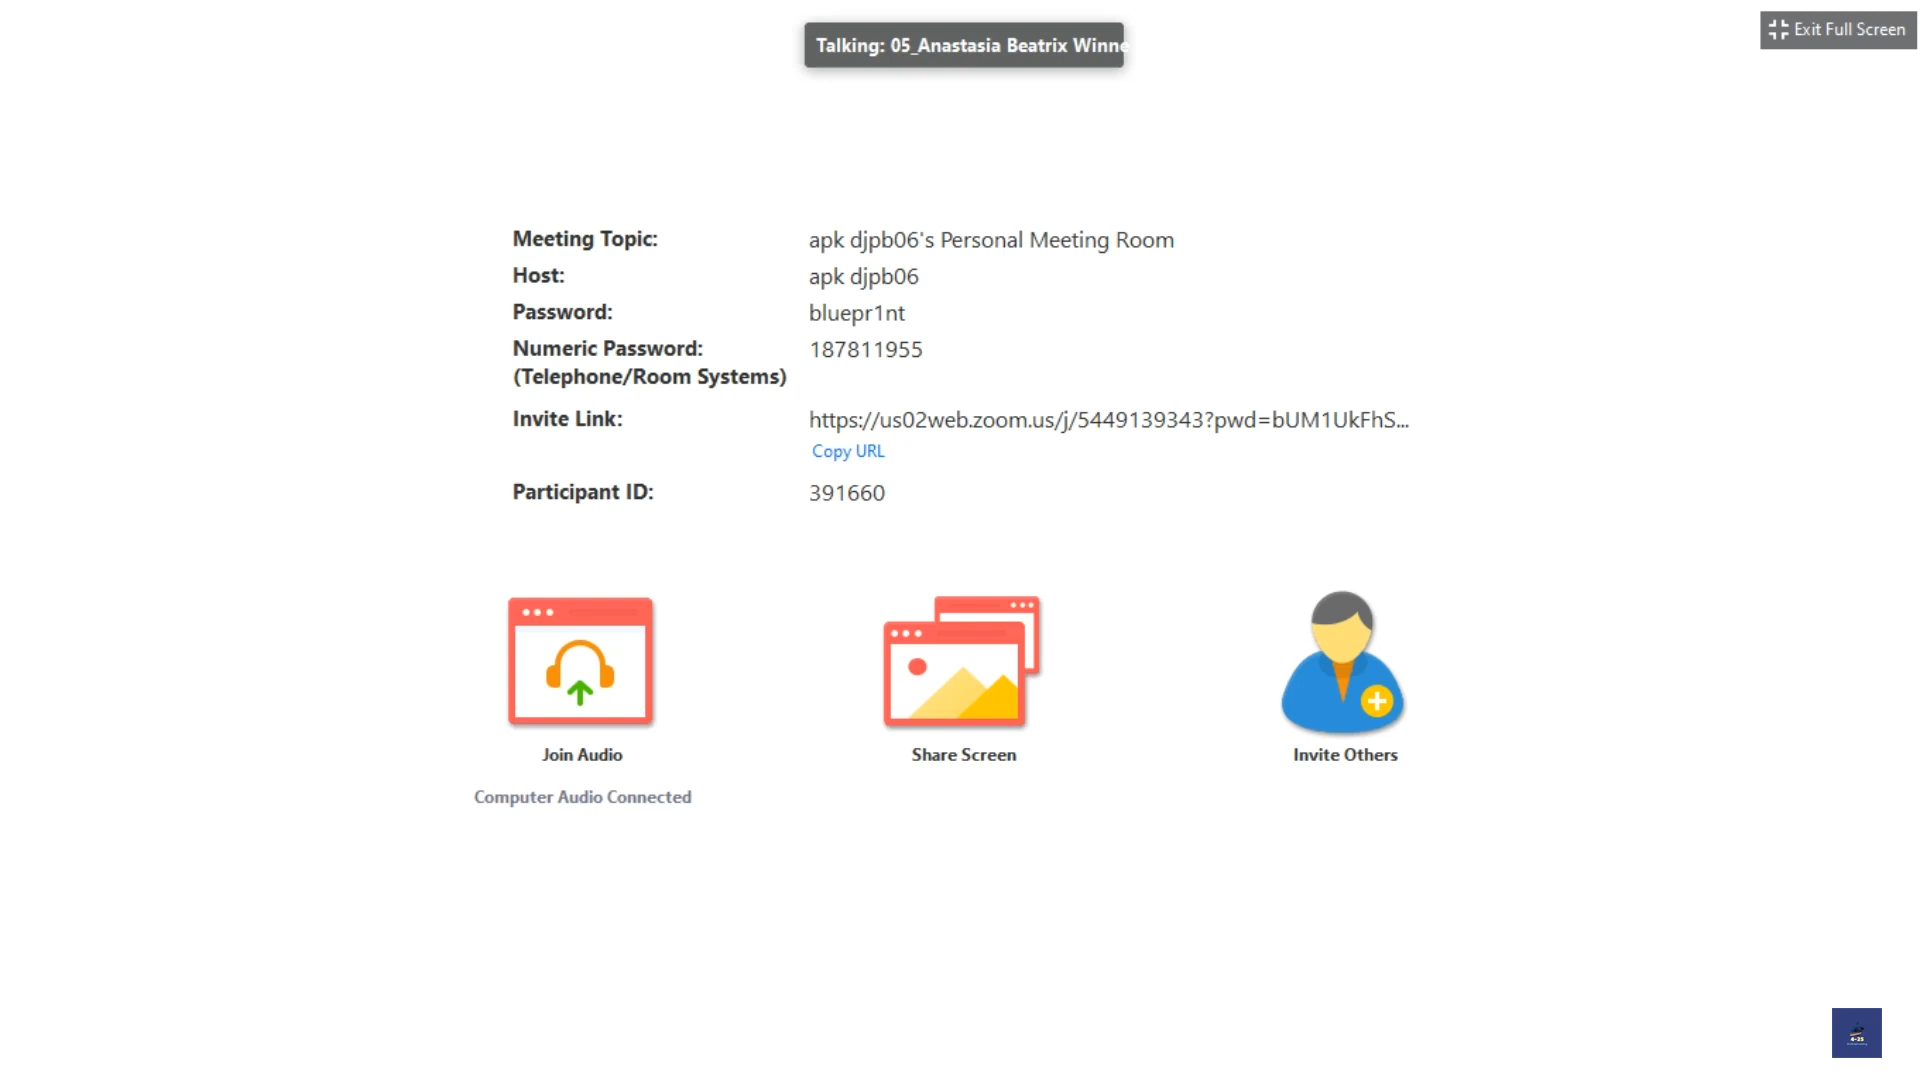 Talking: 05_Anastasia Beatrix Winne
Exit Full Screen
Meeting Topic: apk djpb06's Personal Meeting Room
Host: apk djpb06
Password: bluepr1nt
Numeric Password: 187811955
(Telephone/Room Systems)
Invite Link: https://us02web.zoom.us/j/5449139343?pwd=bUM1UkFhS...
Copy URL
Participant ID: 391660
Join Audio
Share Screen
Invite Others
Computer Audio Connected
4-25